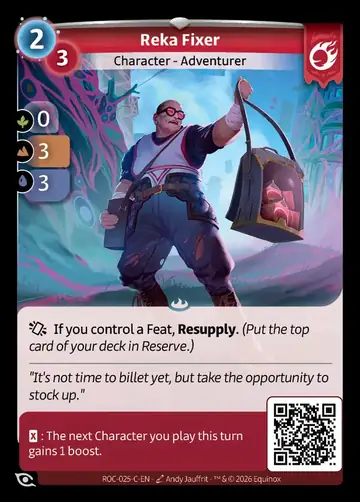 2
3
Reka Fixer
Character - Adventurer
0
3
3
If you control a Feat, Resupply. (Put the top
card of your deck in Reserve.)
"It's not time to billet yet, but take the opportunity to
stock up."
X : The next Character you play this turn
gains 1 boost.
ROC-025-C-EN - Andy Jauffrit - ™ & © 2026 Equinox